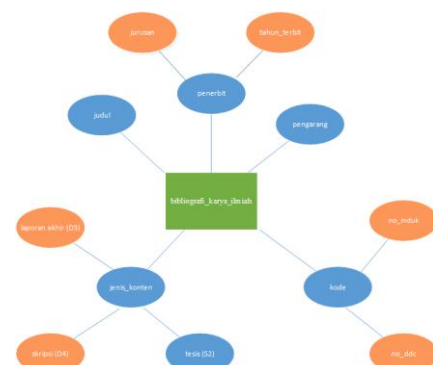 jurusan
tahun_terbit
penerbit
judul
pengarang
bibliografi_karya_ilmiah
no_induk
laporan akhir (D3)
jenis_konten
kode
skripsi (D4)
tesis (S2)
no_ddc